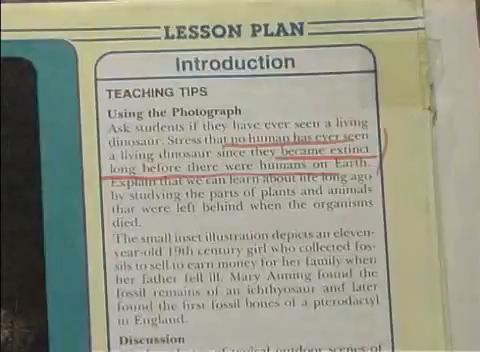 LESSON PLAN
Introduction
TEACHING TIPS
Using the Photograph
Ask students if they have ever seen a living
dinosaur. Stress that no human has ever seen
a living dinosaur since they became extinct
long before there were humans on Earth.
Explain that we can learn about life long ago
by studying the parts of plants and animals
that were left behind when the organisms
died.
The small inset illustration depicts an eleven-
year-old 19th century girl who collected fos-
sils to sell to earn money for her family when
her father fell ill. Mary Anning found the
fossil remains of an ichthyosaur and later
found the first fossil bones of a pterodactyl
in England.
Discussion
of typical outdoor scenes of